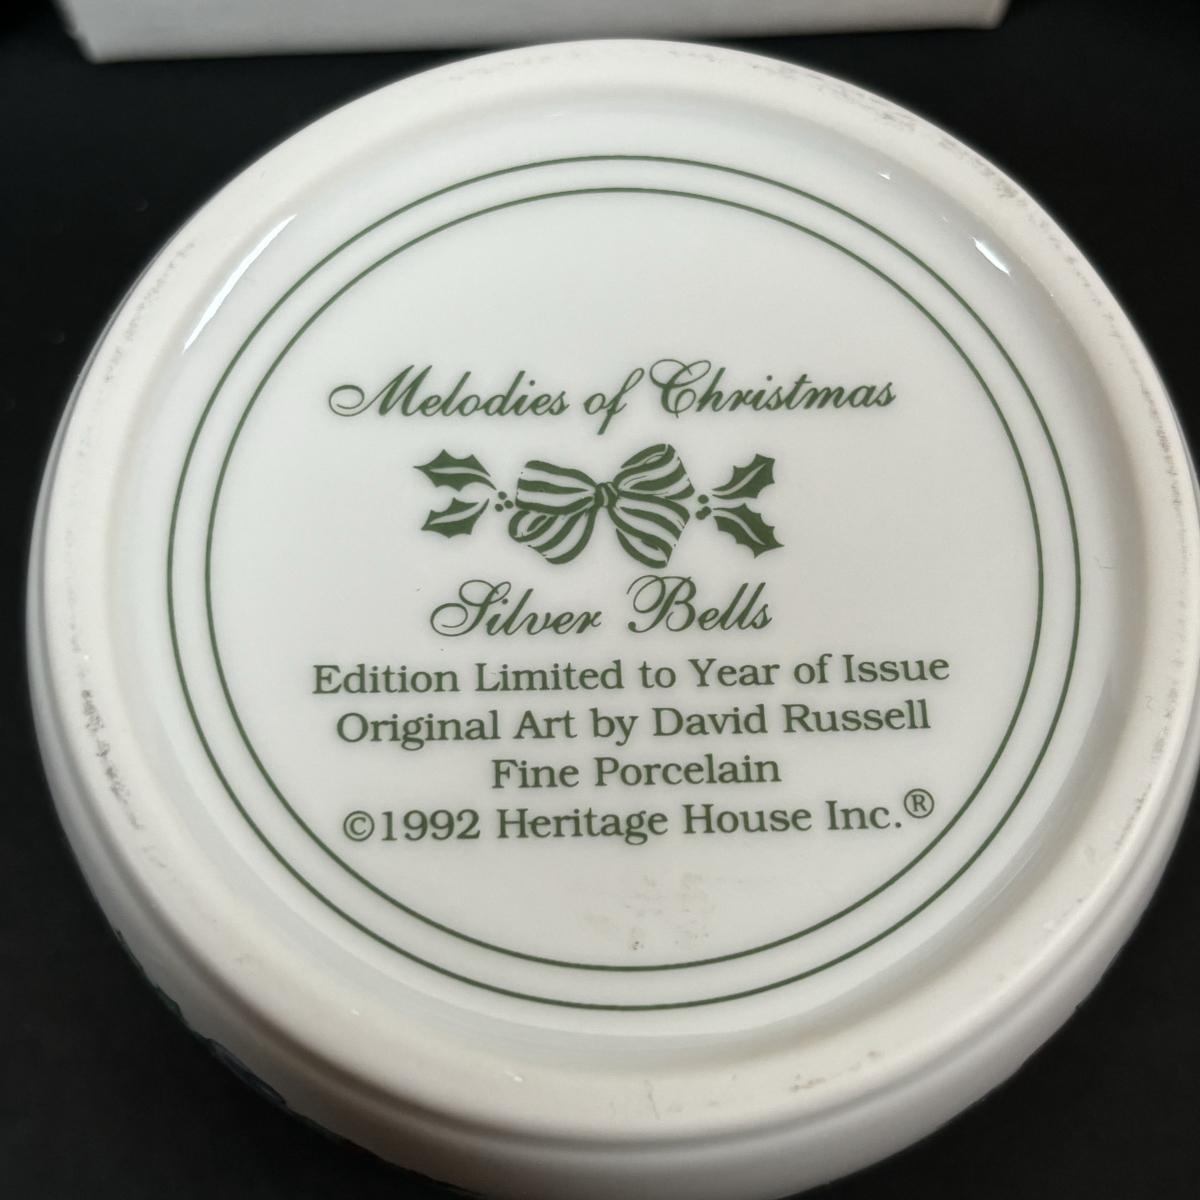 Melodies of Christmas
Silver Bells
Edition Limited to Year of Issue
Original Art by David Russell
Fine Porcelain
©1992 Heritage House Inc.®